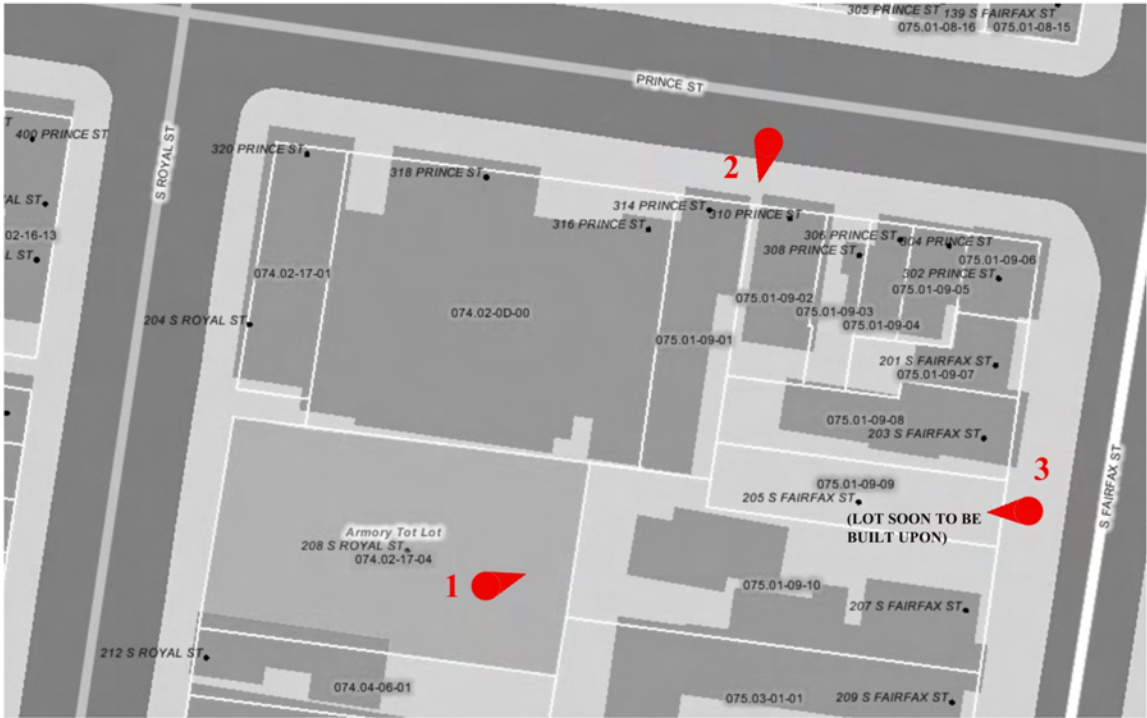 305 PRINCE ST
139 S FAIRFAX ST
075.01-08-16
075.01-08-15
PRINCE ST
400 PRINCE ST
S ROYAL ST
320 PRINCE ST
318 PRINCE ST
2
314 PRINCE ST
310 PRINCE ST
316 PRINCE ST
306 PRINCE ST
304 PRINCE ST
308 PRINCE ST
075.01-09-06
302 PRINCE ST
075.01-09-05
02-16-13
074.02-17-01
075.01-09-02
074.02-0D-00
075.01-09-03
204 S ROYAL ST
075.01-09-04
075.01-09-01
201 S FAIRFAX ST
075.01-09-07
075.01-09-08
203 S FAIRFAX ST
3
S FAIRFAX ST
075.01-09-09
205 S FAIRFAX ST
(LOT SOON TO BE
BUILT UPON)
Armory Tot Lot
208 S ROYAL ST
074.02-17-04
1
075.01-09-10
207 S FAIRFAX ST
212 S ROYAL ST
074.04-06-01
075.03-01-01
209 S FAIRFAX ST